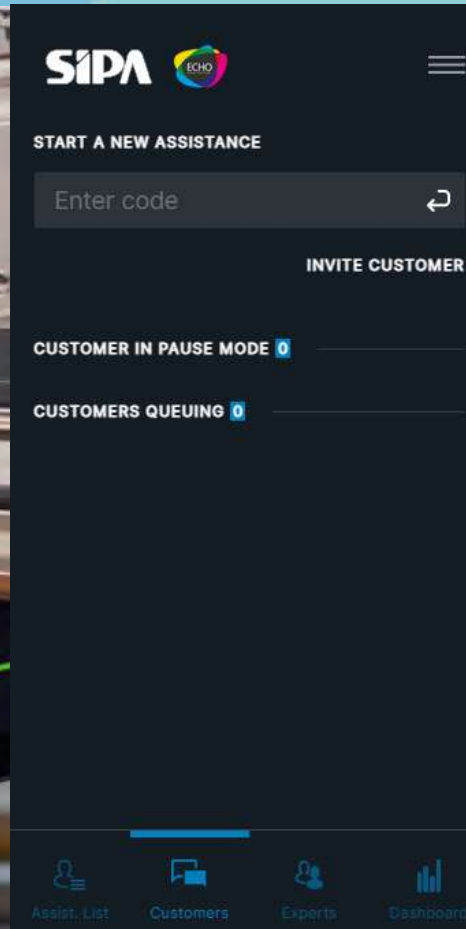 SIPA ECHO
START A NEW ASSISTANCE
Enter code
INVITE CUSTOMER
CUSTOMER IN PAUSE MODE 0
CUSTOMERS QUEUING 0
Assist. List Customers Experts Dashboard